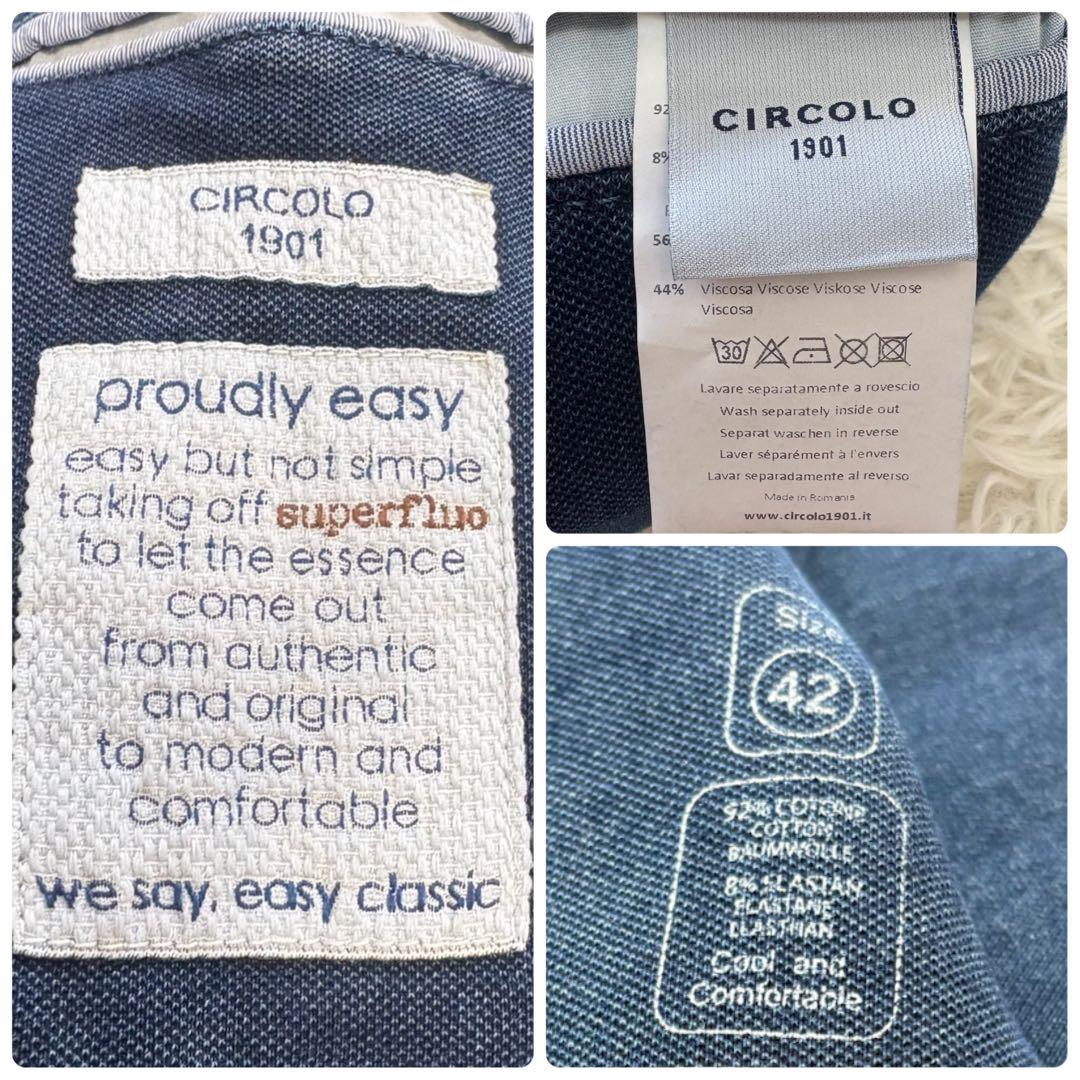 CIRCOLO
1901
proudly easy
easy but not simple
taking off superfluo
to let the essence
come out
from authentic
and original
to modern and
comfortable
we say, easy classic
CIRCOLO
1901
92
8%
56
44% Viscosa Viscose Viskose Viscose
Viscosa
30
Lavare separatamente a rovescio
Wash separately inside out
Separat waschen in reverse
Laver séparément à l'envers
Lavar separadamente al reverso
Made in Romania
www.circolo1901.it
Size
42
92% COTONE
COTTON
BAUMWOLLE
8% ELASTAN
ELASTANE
ELASTHAN
Cool and
Comfortable